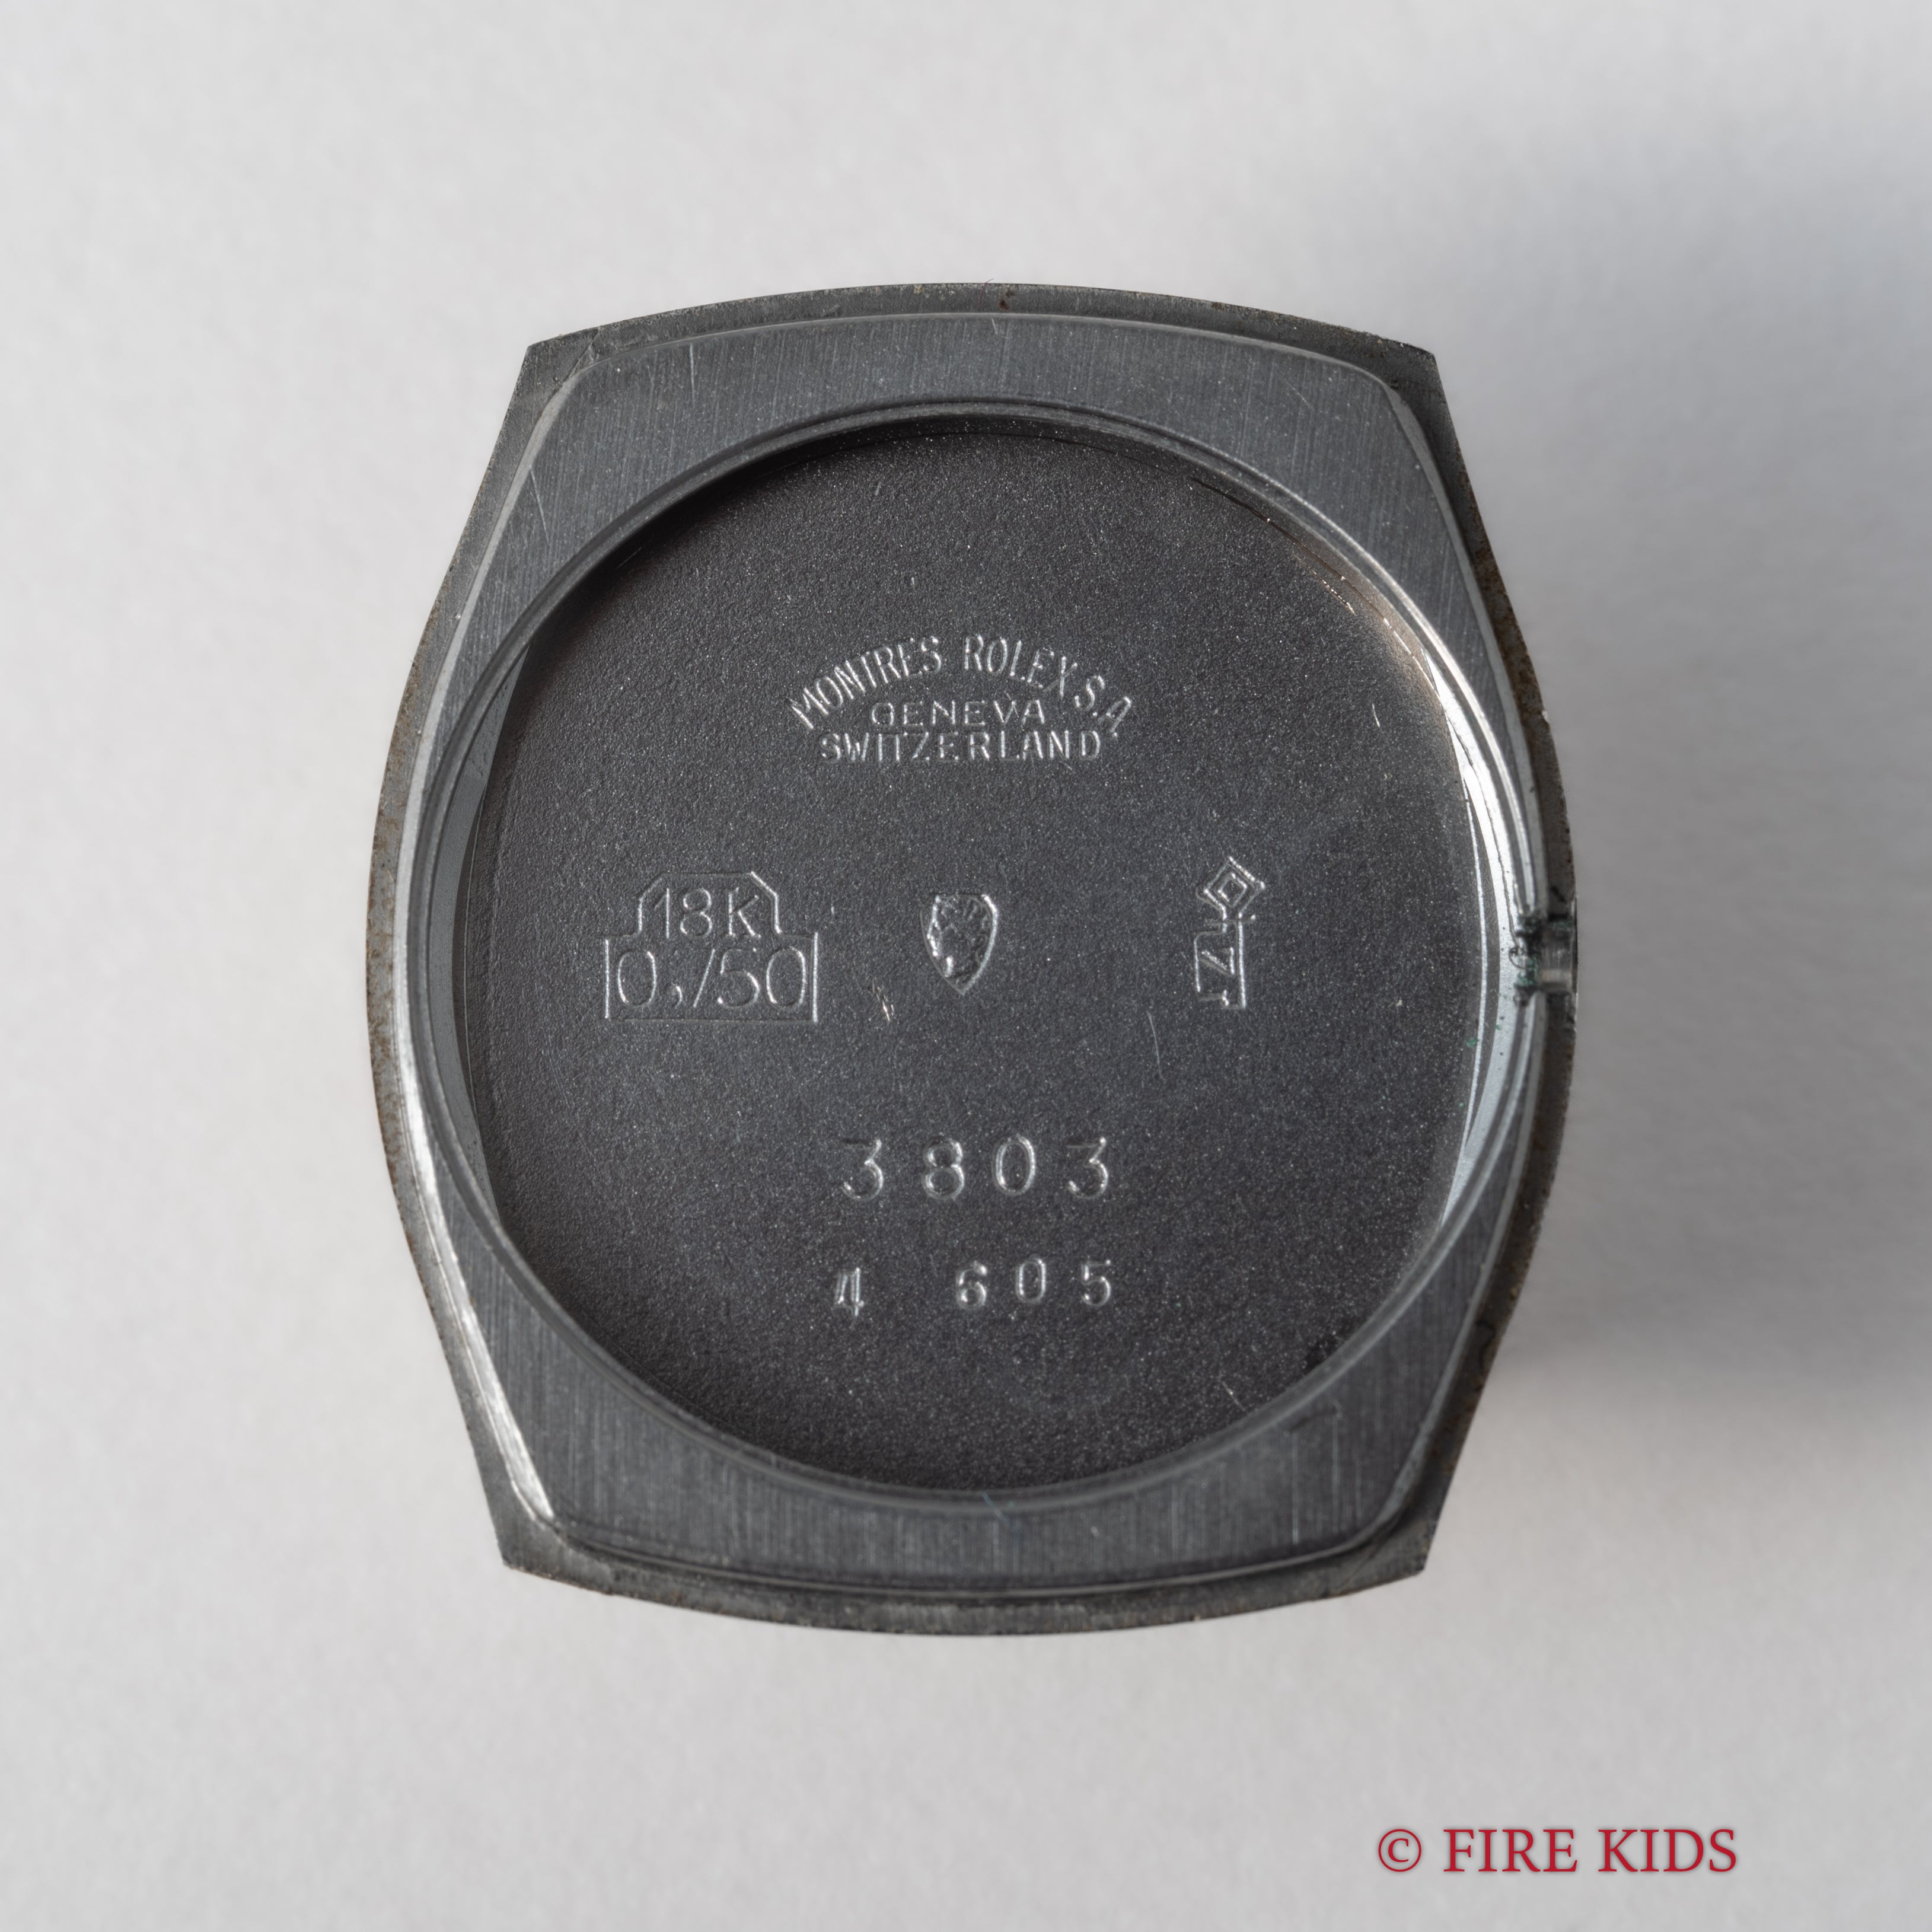 MONTRES ROLEX S.A
GENEVA
SWITZERLAND
18K
0,750
3803
4 605
© FIRE KIDS